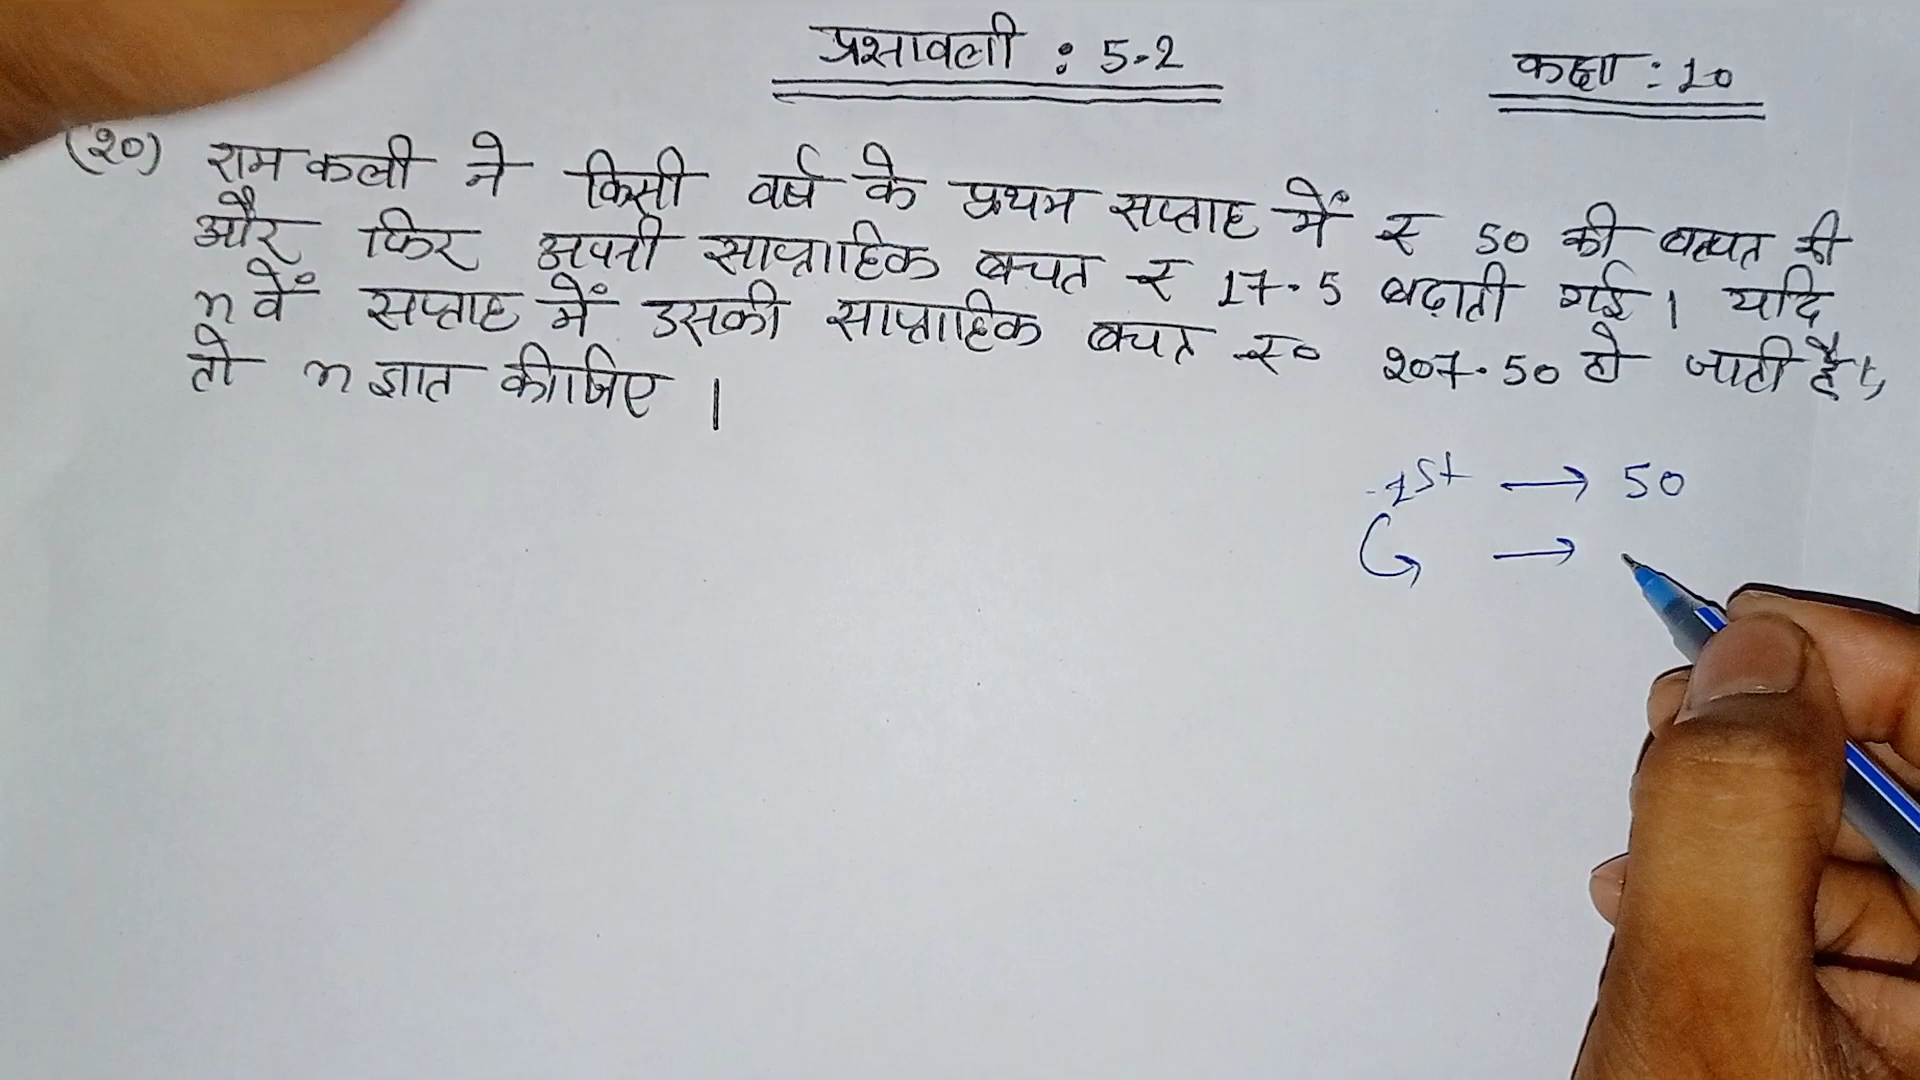 प्रश्नावली : 5.2
कक्षा : 10
(20) रामकली ने किसी वर्ष के प्रथम सप्ताह में ₹ 50 की बचत की
और फिर अपनी साप्ताहिक बचत ₹ 17.5 बढ़ाती गई। यदि
n वें सप्ताह में उसकी साप्ताहिक बचत रु० 207.50 हो जाती है,
तो n ज्ञात कीजिए ।
1st → 50
→